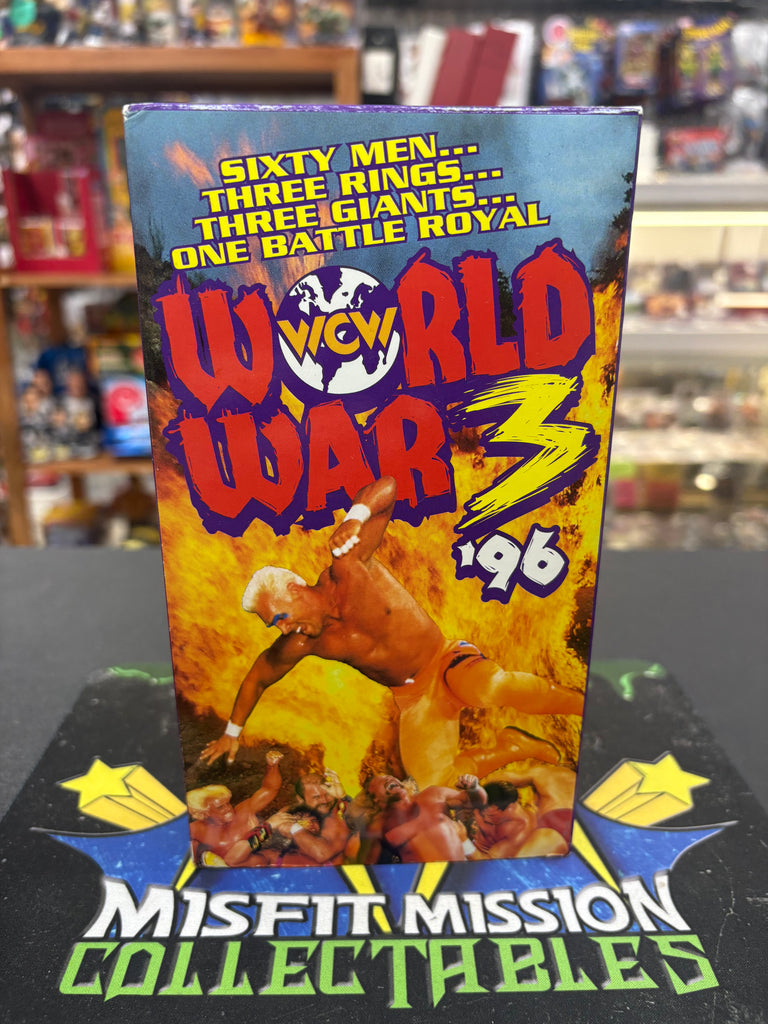 SIXTY MEN...
THREE RINGS...
THREE GIANTS...
ONE BATTLE ROYAL
WORLD
WCW
WAR 3
'96
MISFIT MISSION
COLLECTABLES